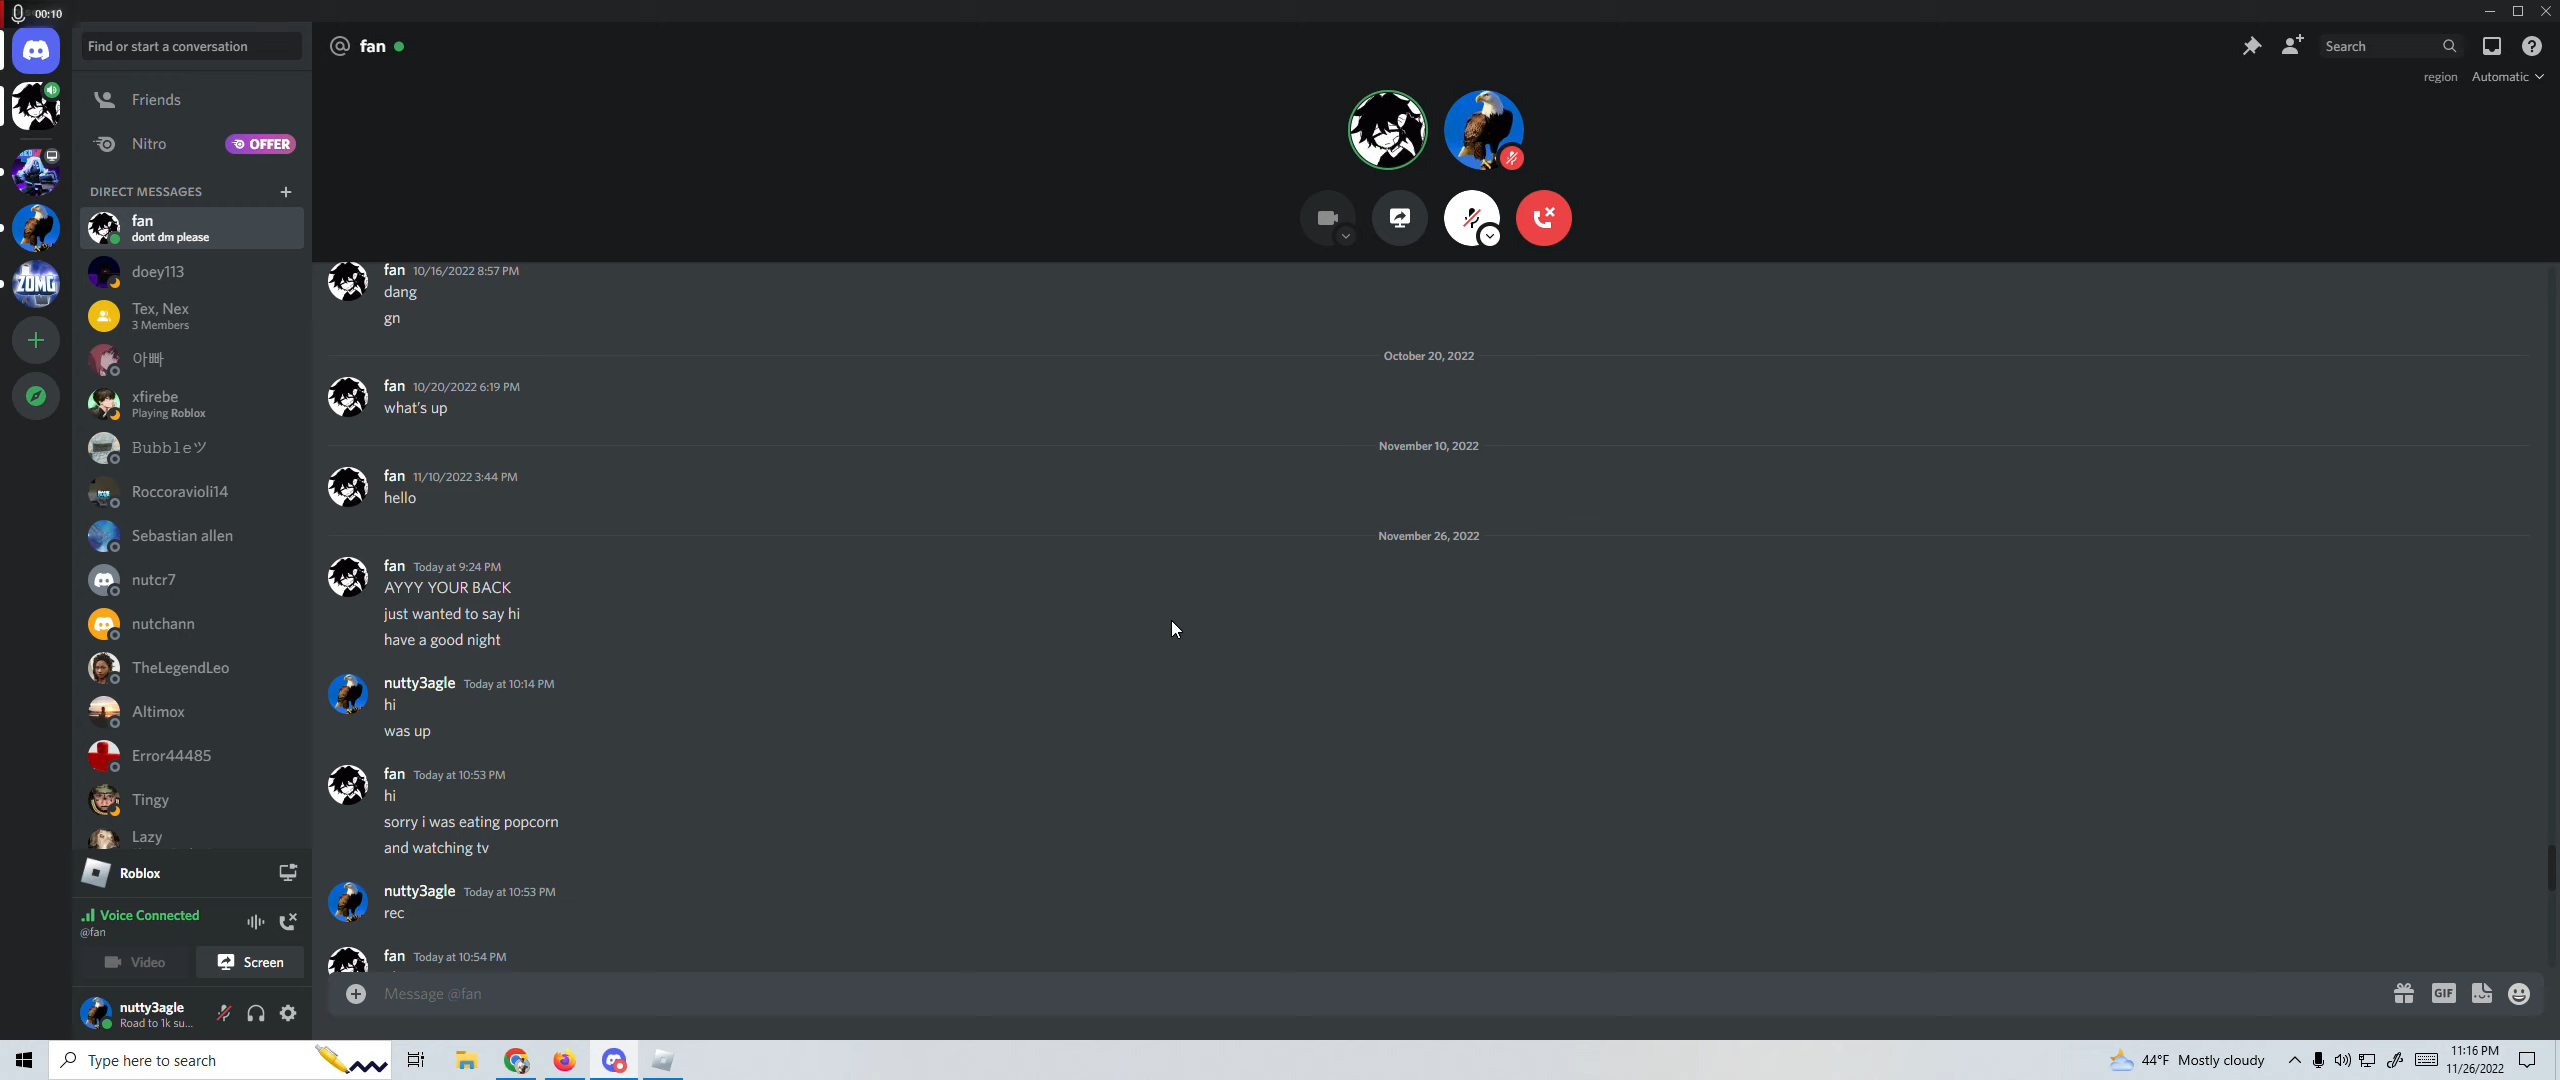 00:10
Find or start a conversation
Friends
Nitro
OFFER
DIRECT MESSAGES
fan
dont dm please
doey113
Tex, Nex
3 Members
아빠
xfirebe
Playing Roblox
Bubbleツ
Roccoravioli14
Sebastian allen
nutcr7
nutchann
TheLegendLeo
Altimox
Error44485
Tingy
Lazy
Roblox
Voice Connected
@fan
Video
Screen
nutty3agle
Road to 1k su...
ZOMG
@ fan
Search
region Automatic
fan 10/16/2022 8:57 PM
dang
gn
October 20, 2022
fan 10/20/2022 6:19 PM
what's up
November 10, 2022
fan 11/10/2022 3:44 PM
hello
November 26, 2022
fan Today at 9:24 PM
AYYY YOUR BACK
just wanted to say hi
have a good night
nutty3agle Today at 10:14 PM
hi
was up
fan Today at 10:53 PM
hi
sorry i was eating popcorn
and watching tv
nutty3agle Today at 10:53 PM
rec
fan Today at 10:54 PM
Message @fan
GIF
Type here to search
44°F Mostly cloudy
11:16 PM
11/26/2022